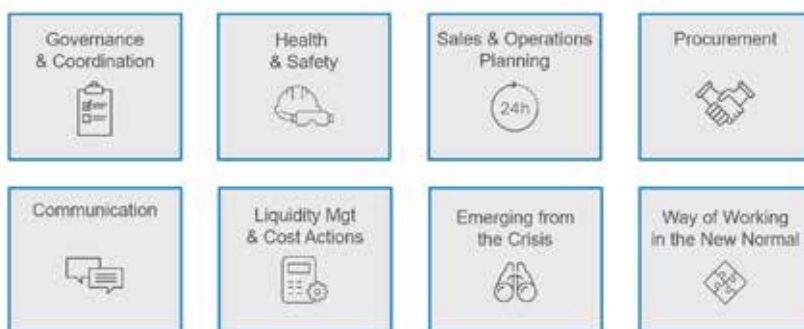 Governance
& Coordination
Health
& Safety
Sales & Operations
Planning
24h
Procurement
Communication
Liquidity Mgt
& Cost Actions
Emerging from
the Crisis
Way of Working
in the New Normal